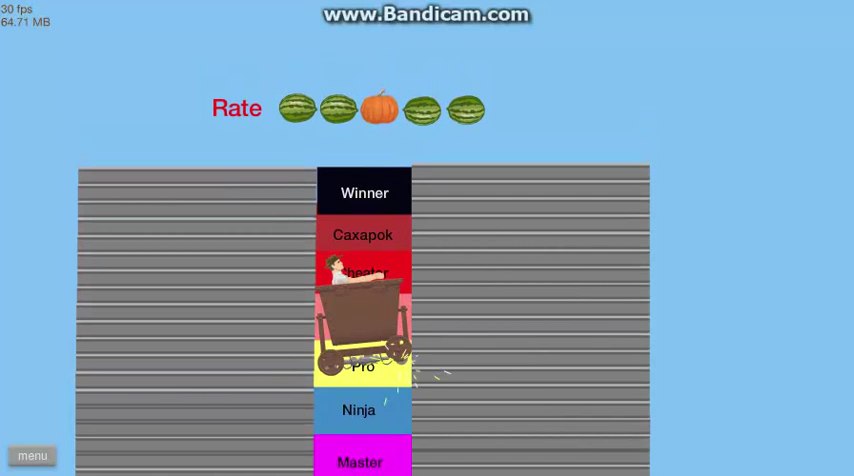 30 fps
64.71 MB
www.Bandicam.com
Rate
Winner
Caxapok
Pro
Ninja
Master
menu